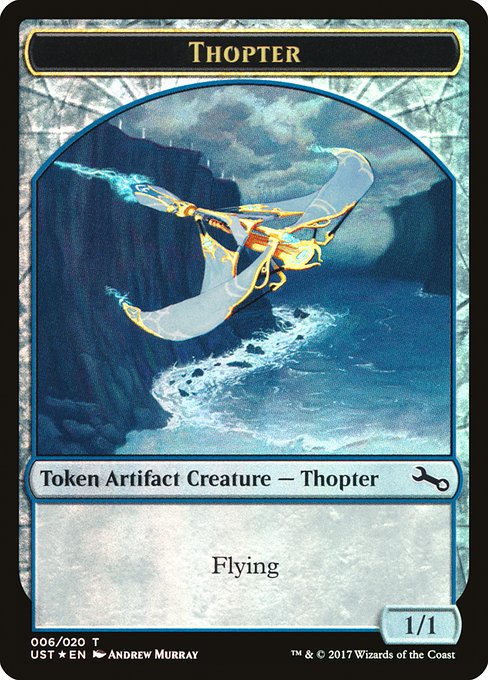 Thopter
Token Artifact Creature — Thopter
Flying
1/1
006/020 T
UST ★ EN Andrew Murray
™ & © 2017 Wizards of the Coast